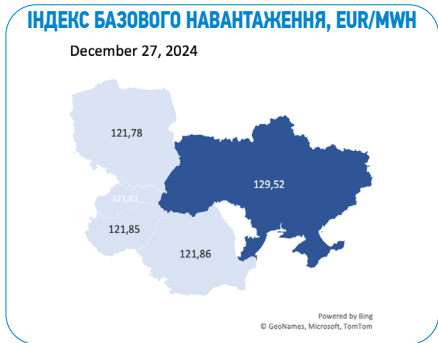 ІНДЕКС БАЗОВОГО НАВАНТАЖЕННЯ, EUR/MWH
December 27, 2024
121,78
129,52
121,83
121,85
121,86
Powered by Bing
© GeoNames, Microsoft, TomTom